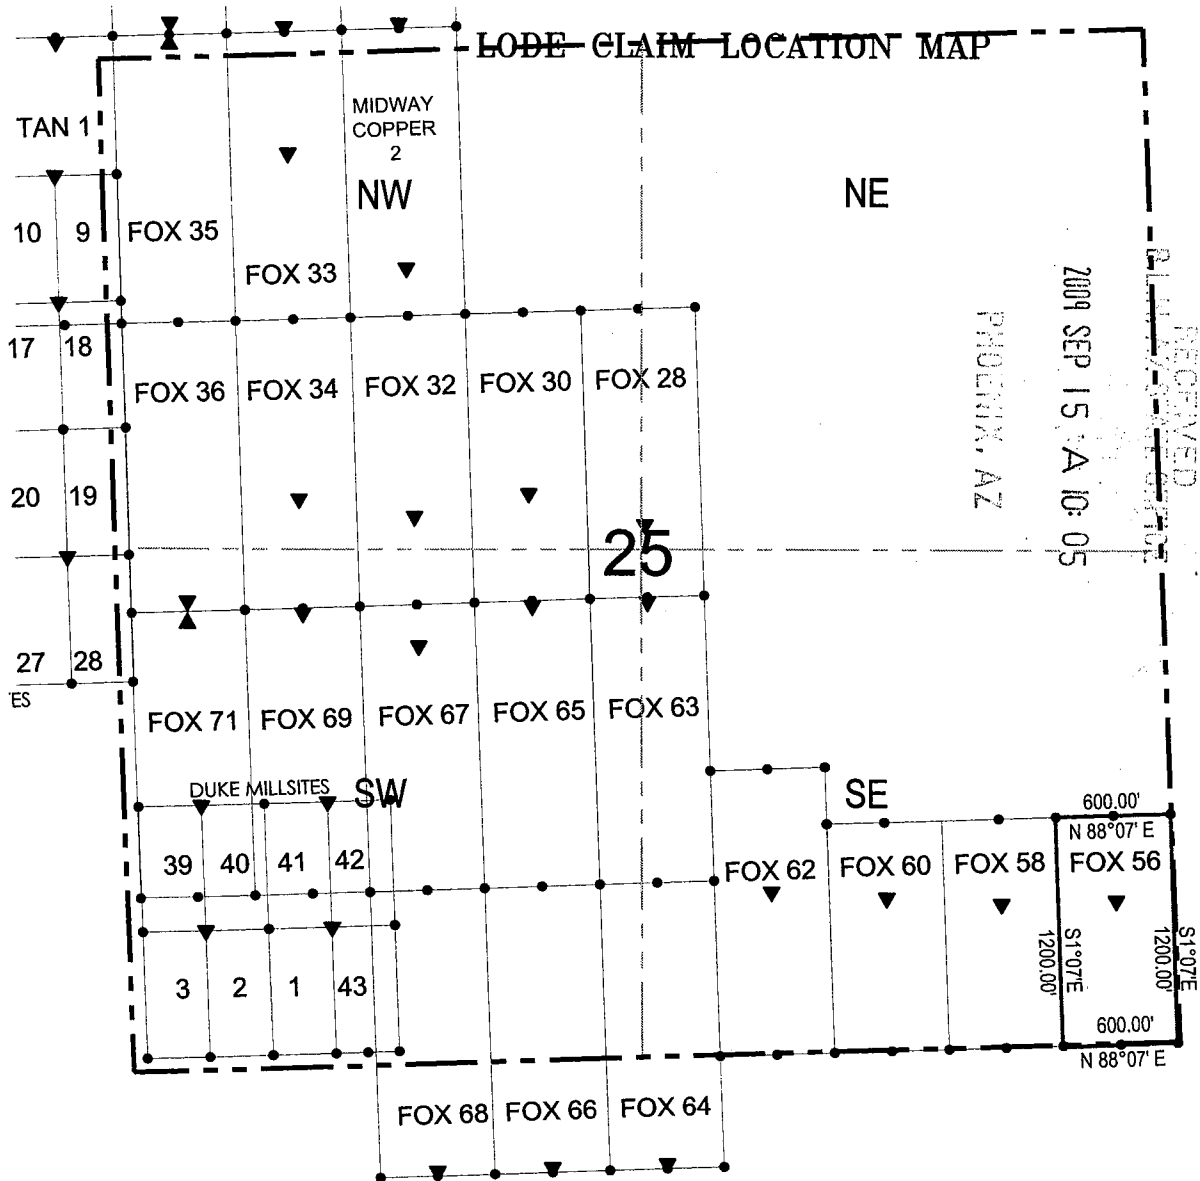 LODE CLAIM LOCATION MAP
TAN 1
MIDWAY
COPPER
2
NW
NE
10
9
FOX 35
FOX 33
17
18
FOX 36
FOX 34
FOX 32
FOX 30
FOX 28
20
19
25
27
28
FOX 71
FOX 69
FOX 67
FOX 65
FOX 63
DUKE MILLSITES
SW
SE
39
40
41
42
3
2
1
43
FOX 62
FOX 60
FOX 58
FOX 56
600.00'
N 88°07' E
S1°07'E
1200.00'
S1°07'E
1200.00'
600.00'
N 88°07' E
FOX 68
FOX 66
FOX 64
RECEIVED
2009 SEP 15 A 10:05
PHOENIX, AZ